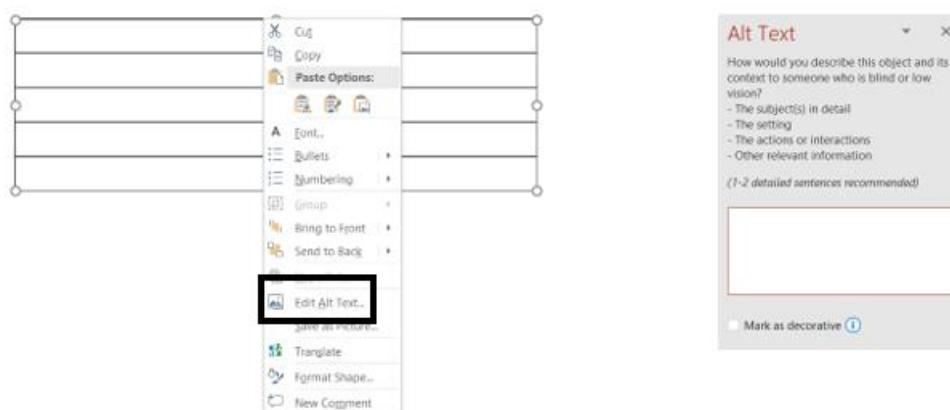 Cut
Copy
Paste Options:
Font..
Bullets
Numbering
Group
Bring to Front
Send to Back
Edit Alt Text..
Save as Picture...
Translate
Format Shape...
New Comment
Alt Text
How would you describe this object and its
context to someone who is blind or low
vision?
- The subject(s) in detail
- The setting
- The actions or interactions
- Other relevant information
(1-2 detailed sentences recommended)
Mark as decorative